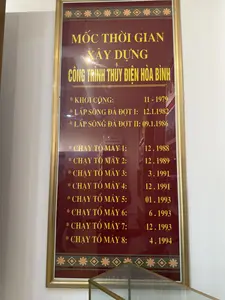 MỐC THỜI GIAN
XÂY DỰNG
CÔNG TRÌNH THUỶ ĐIỆN HÒA BÌNH
* KHỞI CÔNG: 11 - 1979
* LẤP SÔNG ĐÀ ĐỢT I: 12.1.1982
* LẤP SÔNG ĐÀ ĐỢT II: 09.1.1986
* CHẠY TỔ MÁY 1: 12 . 1988
* CHẠY TỔ MÁY 2: 12 . 1989
* CHẠY TỔ MÁY 3: 3 . 1991
* CHẠY TỔ MÁY 4: 12 . 1991
* CHẠY TỔ MÁY 5: 01 . 1993
* CHẠY TỔ MÁY 6: 6 . 1993
* CHẠY TỔ MÁY 7: 12 . 1993
* CHẠY TỔ MÁY 8: 4 . 1994